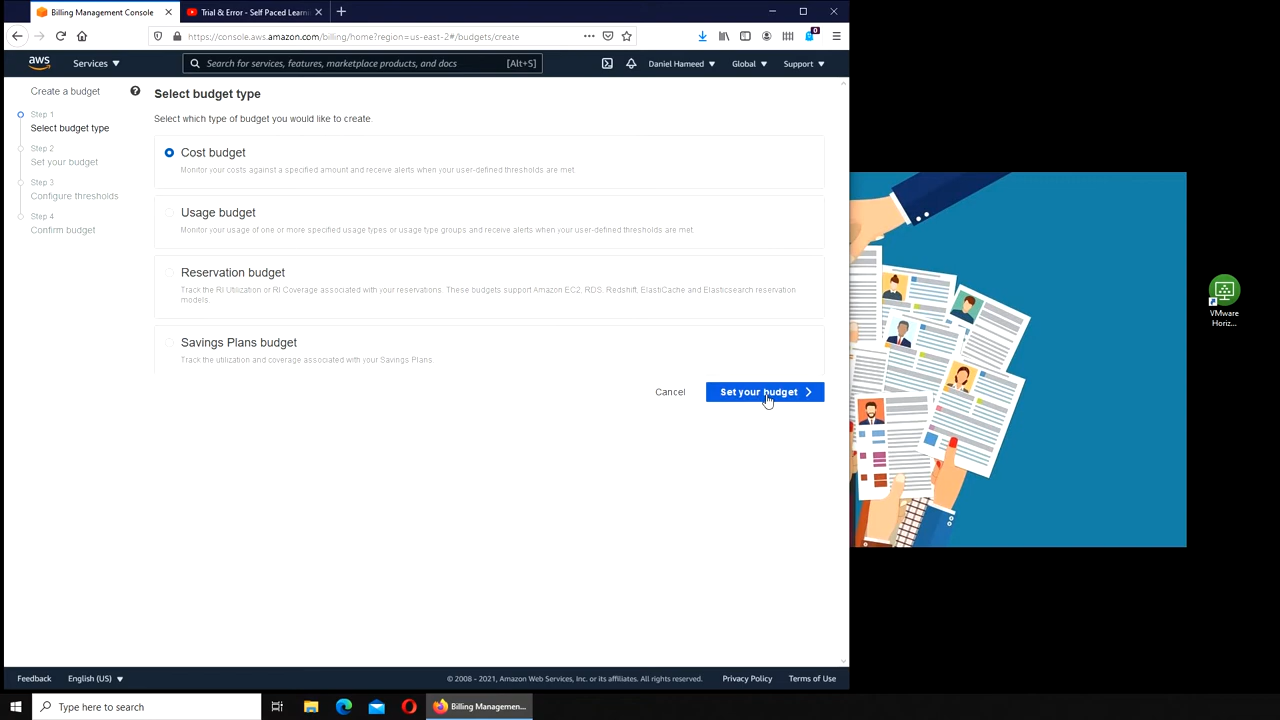 Billing Management Console
Trial & Error - Self Paced Learni
https://console.aws.amazon.com/billing/home?region=us-east-2#/budgets/create
0
aws
Services
Search for services, features, marketplace products, and docs
[Alt+S]
Daniel Hameed
Global
Support
Create a budget
Step 1
Select budget type
Step 2
Set your budget
Step 3
Configure thresholds
Step 4
Confirm budget
Select budget type
Select which type of budget you would like to create.
Cost budget
Monitor your costs against a specified amount and receive alerts when your user-defined thresholds are met.
Usage budget
Monitor your usage of one or more specified usage types or usage type groups and receive alerts when your user-defined thresholds are met.
Reservation budget
Utilization or RI Coverage associated with your reservations. These budgets support Amazon EC2, RDS, Redshift, ElastiCache and Elasticsearch reservation
models.
Savings Plans budget
Track the utilization and coverage associated with your Savings Plans
Cancel
Set your budget
VMware
Horiz...
Feedback
English (US)
© 2008 - 2021, Amazon Web Services, Inc. or its affiliates. All rights reserved.
Privacy Policy
Terms of Use
Type here to search
Billing Managemen...